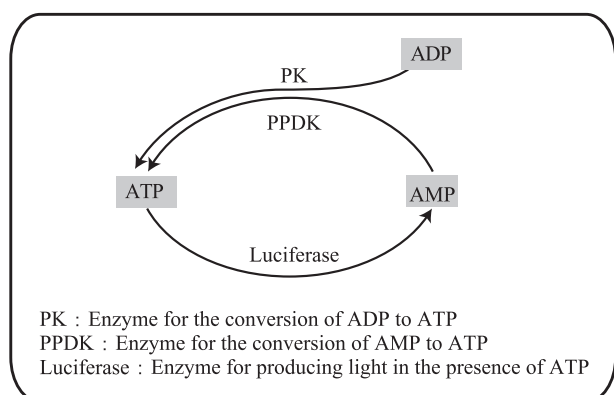 ADP
PK
PPDK
ATP
AMP
Luciferase
PK : Enzyme for the conversion of ADP to ATP
PPDK : Enzyme for the conversion of AMP to ATP
Luciferase : Enzyme for producing light in the presence of ATP